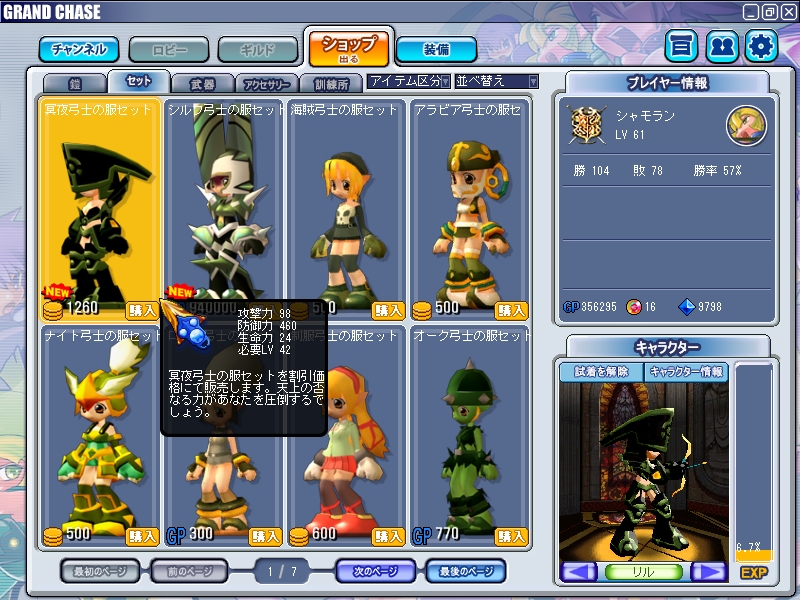 GRAND CHASE
チャンネル
ロビー
ギルド
ショップ
出る
装備
鎧
セット
武器
アクセサリー
訓練所
アイテム区分
並べ替え
冥夜弓士の服セット
シルフ弓士の服セット
海賊弓士の服セット
アラビア弓士の服セ
NEW
1260
購入
NEW
940000
購入
500
購入
攻撃力 98
防御力 460
生命力 24
必要LV 42
冥夜弓士の服セットを割引価
格にて販売します。天上の否
なる力があなたを圧倒するで
しょう。
ナイト弓士の服セット
制服弓士の服セット
オーク弓士の服セット
500
購入
GP 300
購入
600
購入
GP 770
購入
最初のページ
前のページ
1 / 7
次のページ
最後のページ
プレイヤー情報
シャモラン
LV 61
勝 104
敗 78
勝率 57%
GP 356295
16
9798
キャラクター
試着を解除
キャラクター情報
リル
6.7%
EXP